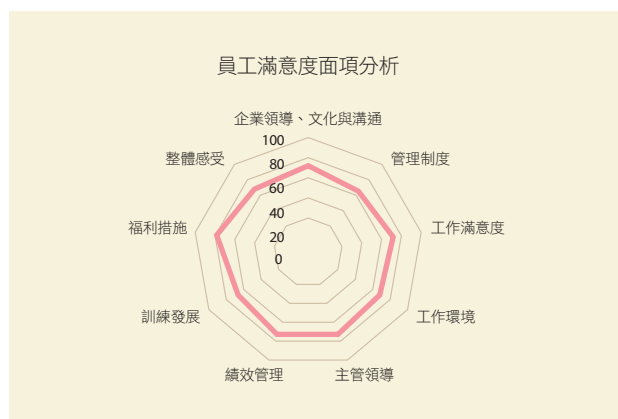 員工滿意度面項分析
企業領導、文化與溝通
100
整體感受
管理制度
80
60
福利措施
40
工作滿意度
20
0
訓練發展
工作環境
績效管理
主管領導